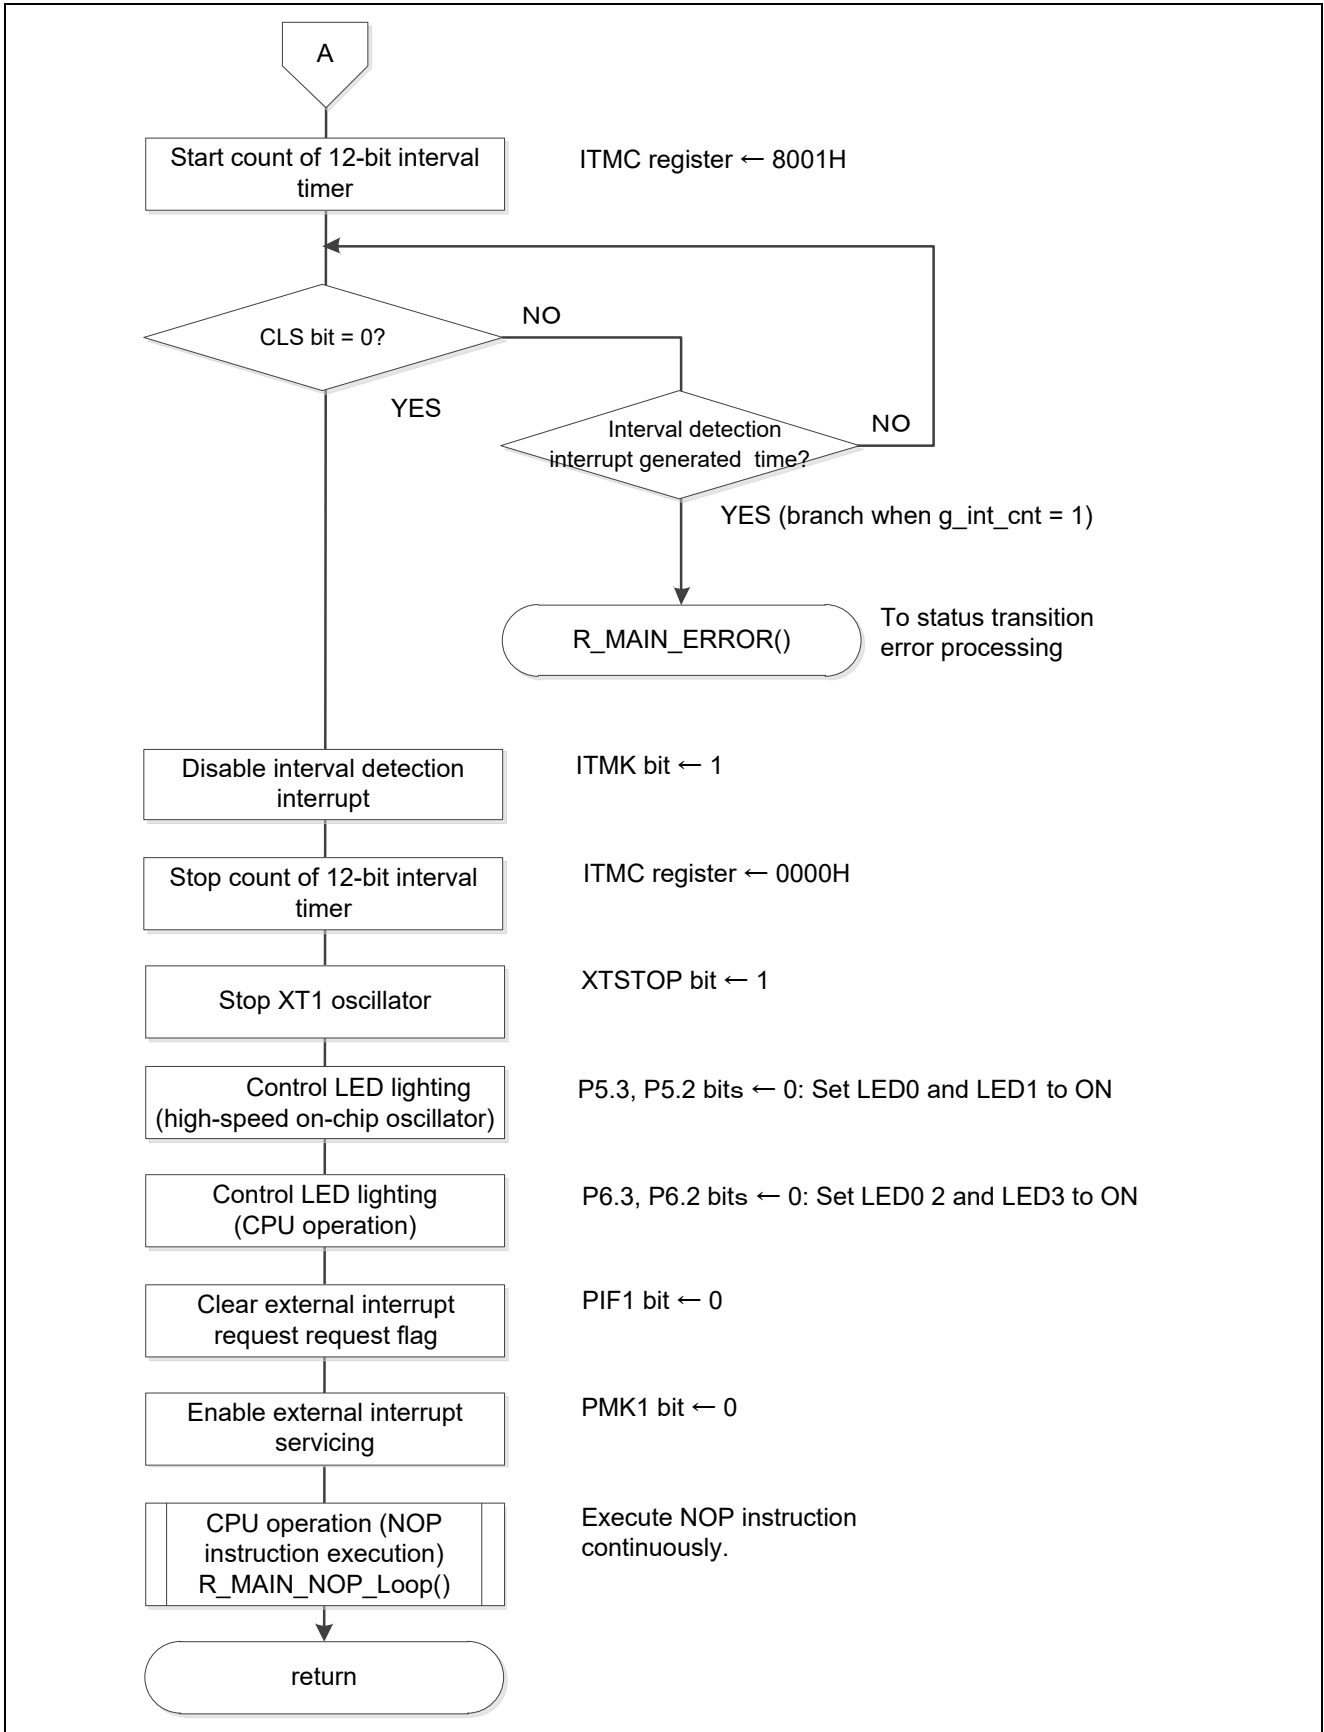 A
Start count of 12-bit interval
timer
ITMC register ← 8001H
CLS bit = 0?
NO
YES
Interval detection
interrupt generated  time?
NO
YES (branch when g_int_cnt = 1)
R_MAIN_ERROR()
To status transition
error processing
Disable interval detection
interrupt
ITMK bit ← 1
Stop count of 12-bit interval
timer
ITMC register ← 0000H
Stop XT1 oscillator
XTSTOP bit ← 1
Control LED lighting
(high-speed on-chip oscillator)
P5.3, P5.2 bits ← 0: Set LED0 and LED1 to ON
Control LED lighting
(CPU operation)
P6.3, P6.2 bits ← 0: Set LED0 2 and LED3 to ON
Clear external interrupt
request request flag
PIF1 bit ← 0
Enable external interrupt
servicing
PMK1 bit ← 0
CPU operation (NOP
instruction execution)
R_MAIN_NOP_Loop()
Execute NOP instruction
continuously.
return